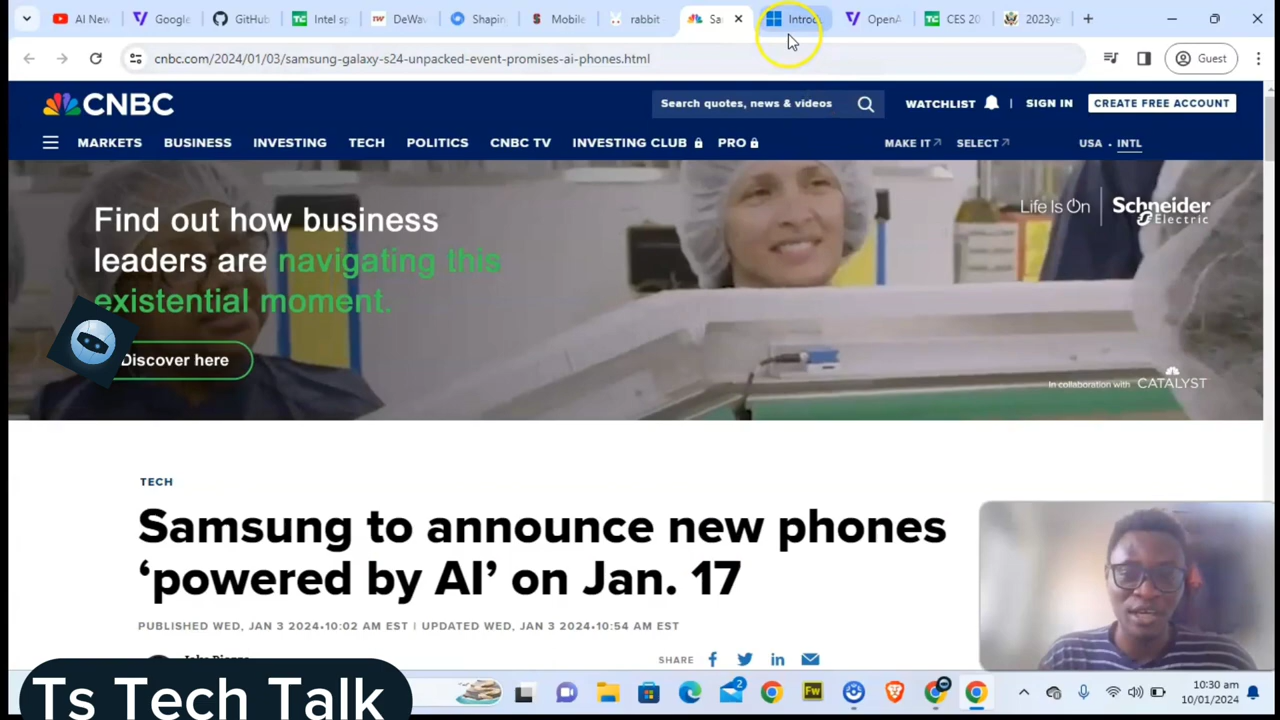 AI New
Google
GitHub
Intel sp
DeWa
Shapin
Mobile
rabbit
Sa
Introd
OpenA
CES 20
2023ye
cnbc.com/2024/01/03/samsung-galaxy-s24-unpacked-event-promises-ai-phones.html
Guest
CNBC
Search quotes, news & videos
WATCHLIST
SIGN IN
CREATE FREE ACCOUNT
MARKETS BUSINESS INVESTING TECH POLITICS CNBC TV INVESTING CLUB PRO
MAKE IT SELECT USA • INTL
Find out how business
leaders are navigating this
existential moment.
Discover here
Life Is On
Schneider
Electric
In collaboration with CATALYST
TECH
Samsung to announce new phones
‘powered by AI’ on Jan. 17
PUBLISHED WED, JAN 3 2024•10:02 AM EST | UPDATED WED, JAN 3 2024•10:54 AM EST
SHARE
Ts Tech Talk
2
Fw
10:30 am
10/01/2024